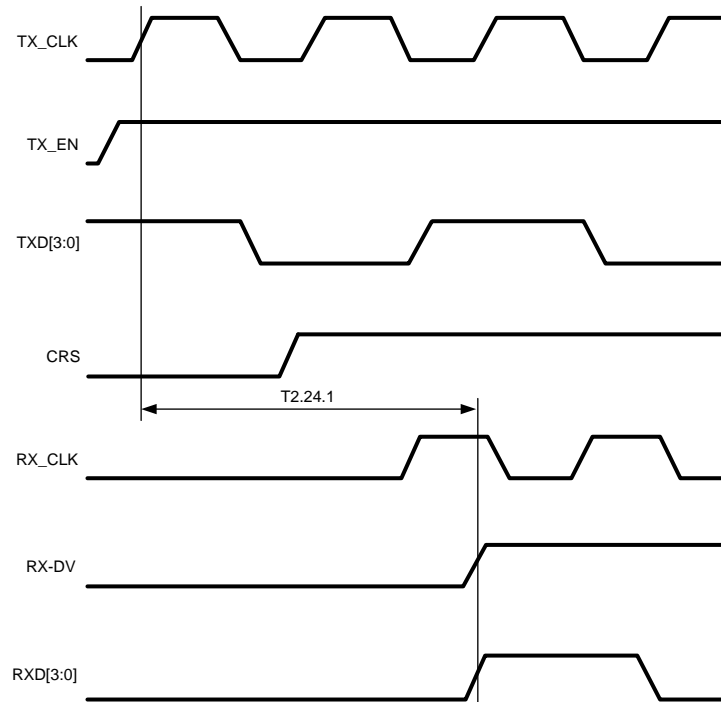 TX_CLK
TX_EN
TXD[3:0]
CRS
T2.24.1
RX_CLK
RX-DV
RXD[3:0]